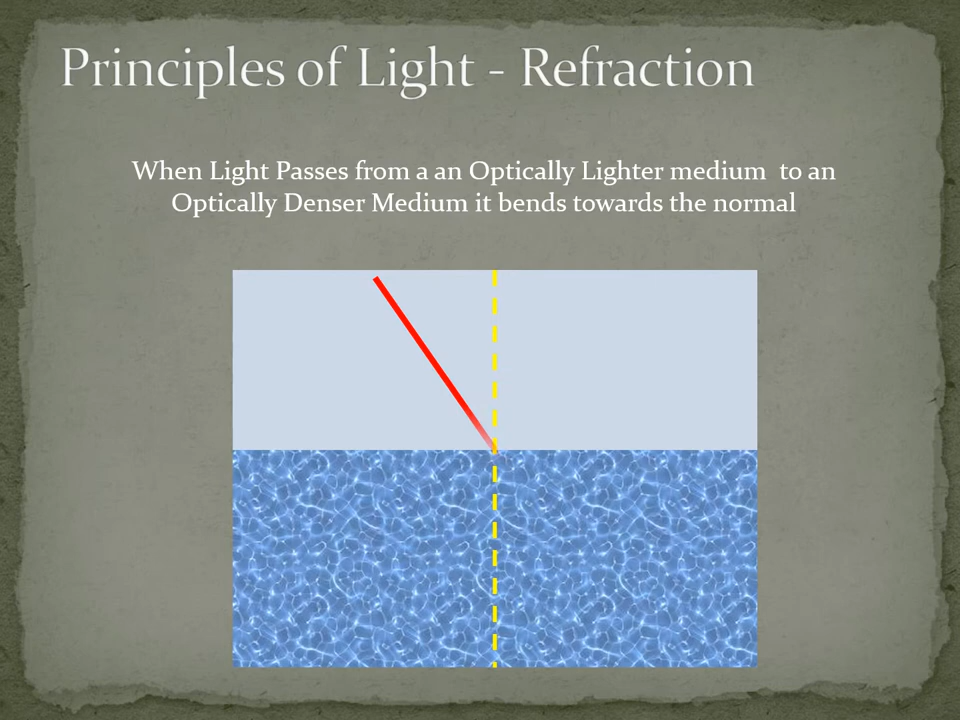 Principles of Light - Refraction
When Light Passes from a an Optically Lighter medium  to an
Optically Denser Medium it bends towards the normal